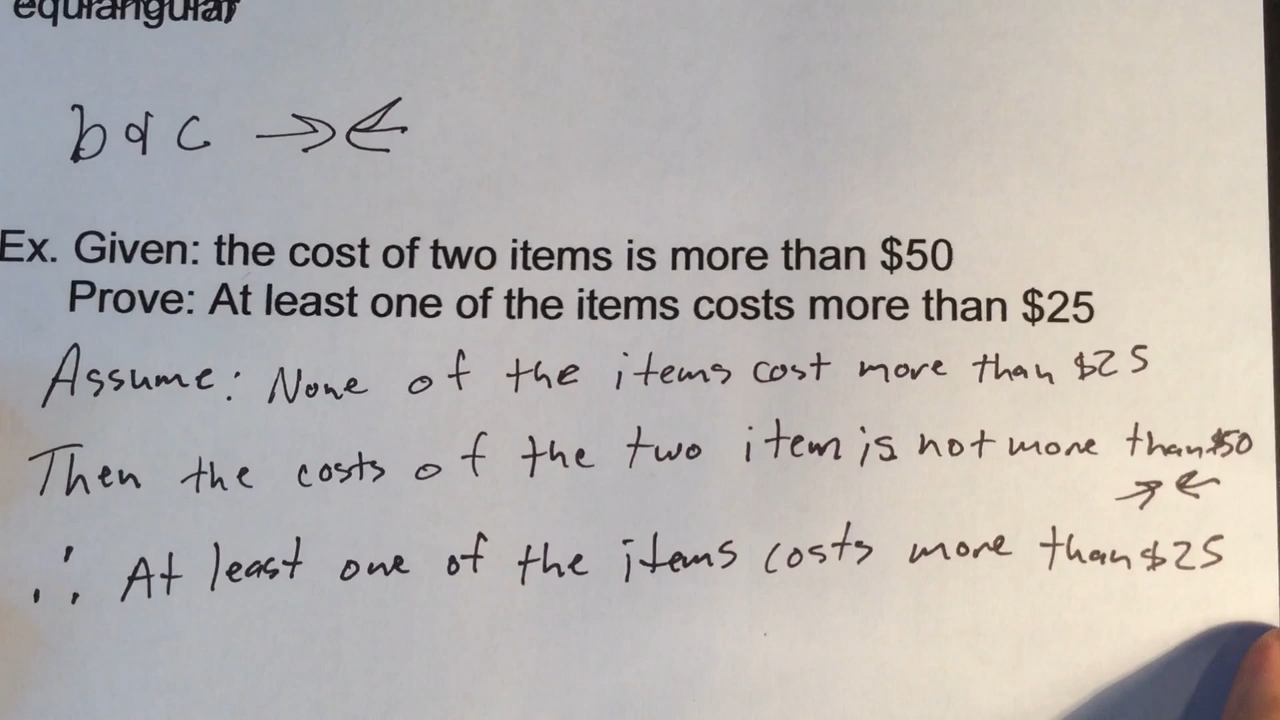 equiangular
b & c →←
Ex. Given: the cost of two items is more than $50
Prove: At least one of the items costs more than $25
Assume: None of the items cost more than $25
Then the costs of the two item is not more than $50
→←
∴ At least one of the items costs more than $25